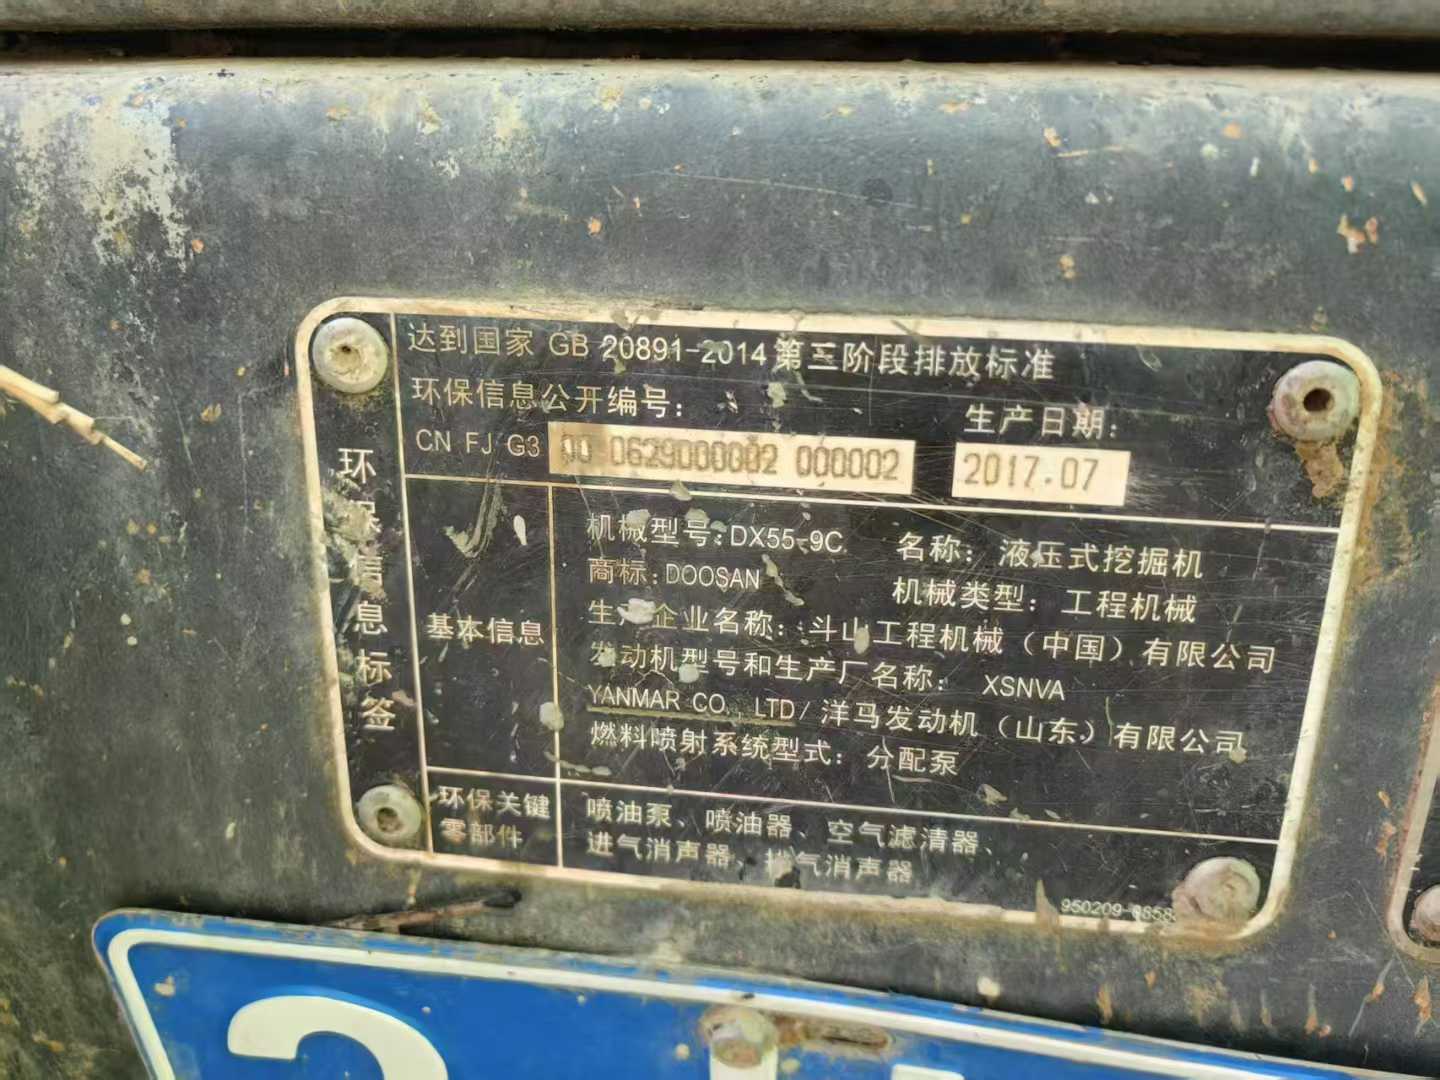 达到国家 GB 20891-2014第三阶段排放标准
环保信息公开编号:
生产日期:
CN FJ G3 00 0629000002 000002
2017.07
环保信息标签
基本信息
机械型号:DX55-9C
名称: 液压式挖掘机
商标:DOOSAN
机械类型: 工程机械
生产企业名称: 斗山工程机械（中国）有限公司
发动机型号和生产厂名称: XSNVA
YANMAR CO., LTD/洋马发动机（山东）有限公司
燃料喷射系统型式: 分配泵
环保关键
零部件
喷油泵、喷油器、空气滤清器、
进气消声器、排气消声器